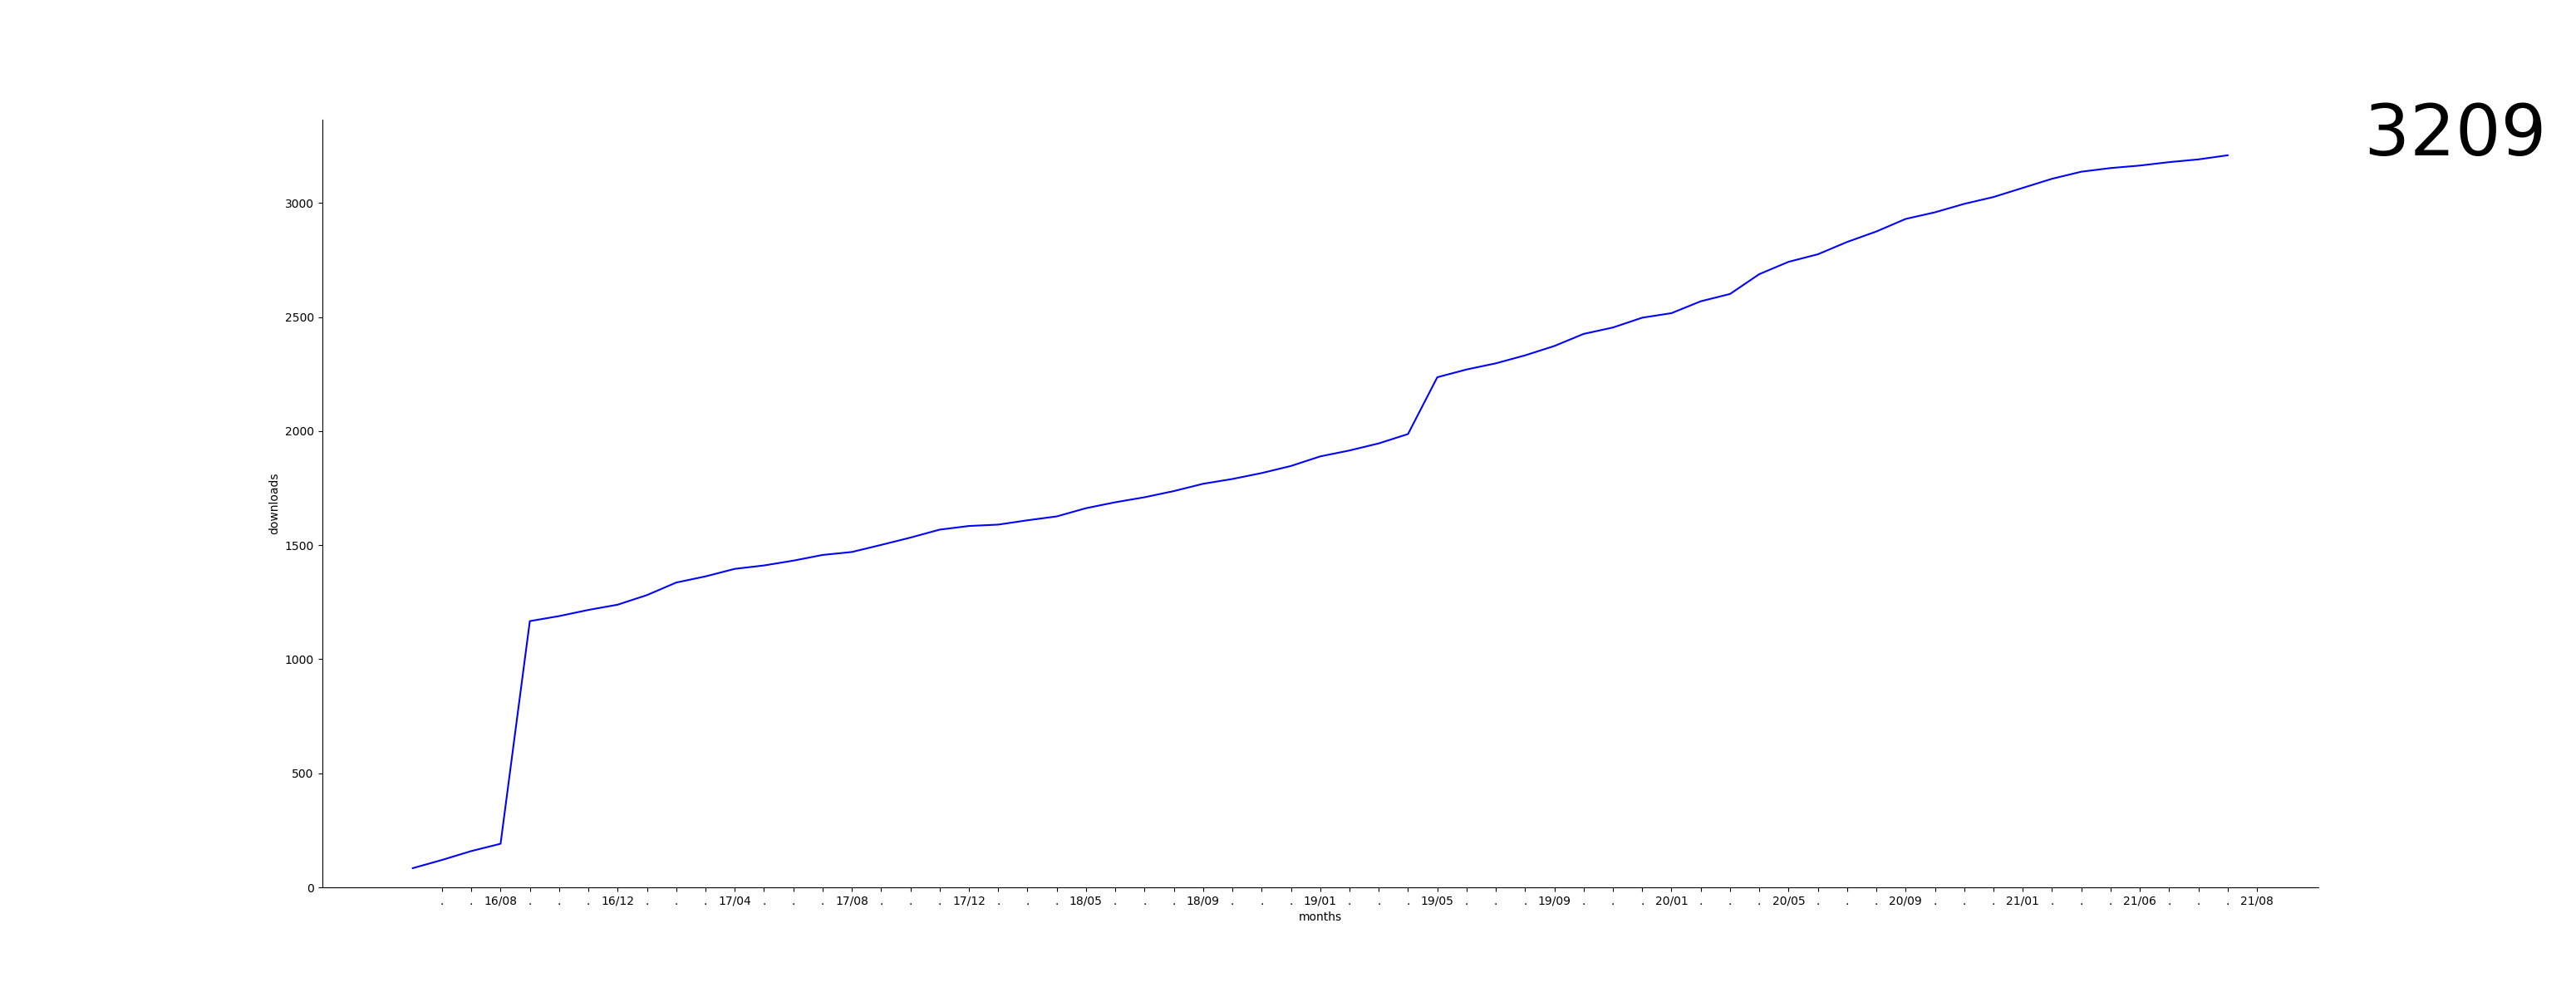 3209
3000
2500
2000
1500
1000
500
0
downloads
. . 16/08 . . . 16/12 . . . 17/04 . . . 17/08 . . . 17/12 . . . 18/05 . . . 18/09 . . . 19/01 . . . 19/05 . . . 19/09 . . . 20/01 . . . 20/05 . . . 20/09 . . . 21/01 . . . 21/06 . . . 21/08
months